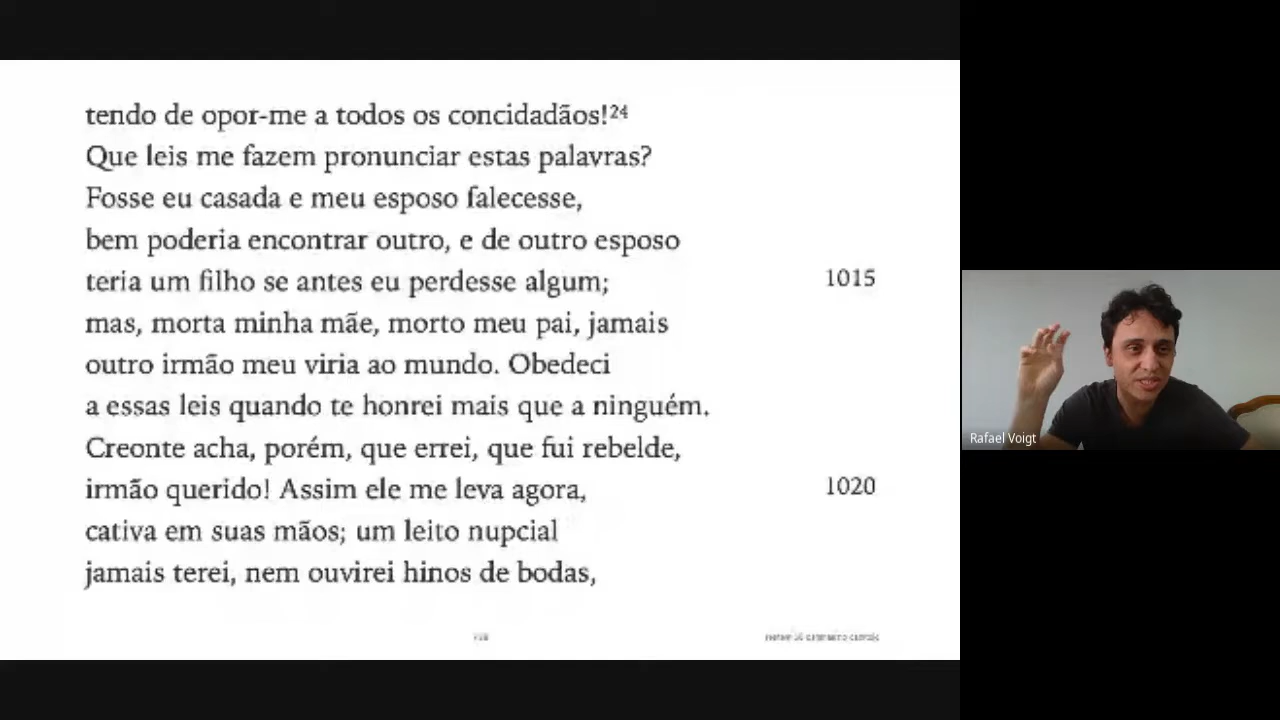 tendo de opor-me a todos os concidadãos!24
Que leis me fazem pronunciar estas palavras?
Fosse eu casada e meu esposo falecesse,
bem poderia encontrar outro, e de outro esposo
teria um filho se antes eu perdesse algum;
1015
mas, morta minha mãe, morto meu pai, jamais
outro irmão meu viria ao mundo. Obedeci
a essas leis quando te honrei mais que a ninguém.
Creonte acha, porém, que errei, que fui rebelde,
irmão querido! Assim ele me leva agora,
1020
cativa em suas mãos; um leito nupcial
jamais terei, nem ouvirei hinos de bodas,
Rafael Voigt